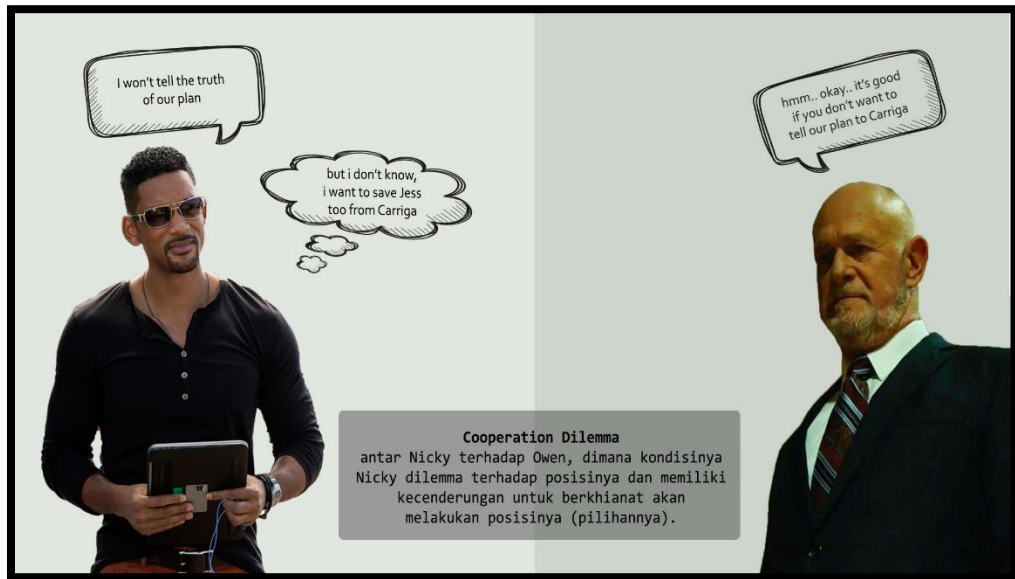 I won't tell the truth
of our plan
but i don't know,
i want to save Jess
too from Carriga
hmm.. okay.. it's good
if you don't want to
tell our plan to Carriga
Cooperation Dilemma
antar Nicky terhadap Owen, dimana kondisinya
Nicky dilemma terhadap posisinya dan memiliki
kecenderungan untuk berkhianat akan
melakukan posisinya (pilihannya).